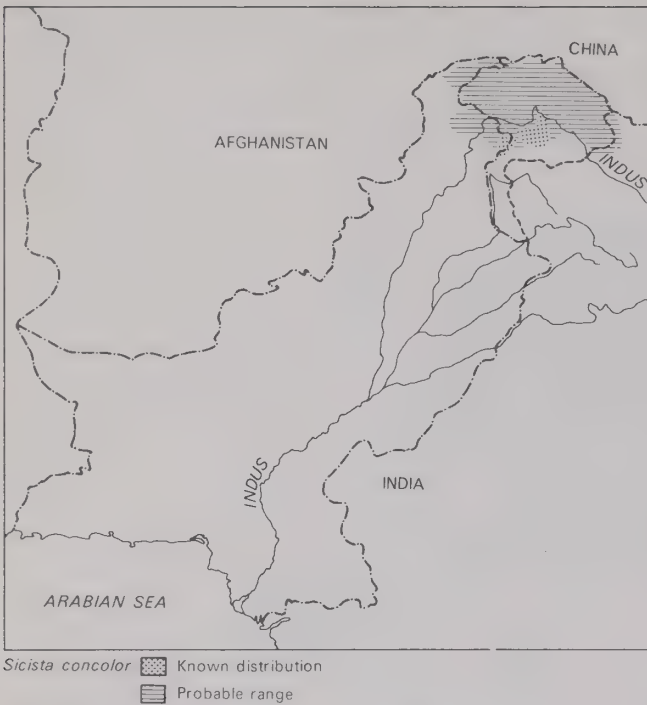 CHINA
AFGHANISTAN
INDUS
INDUS
INDIA
ARABIAN SEA
Sicista concolor Known distribution
Probable range